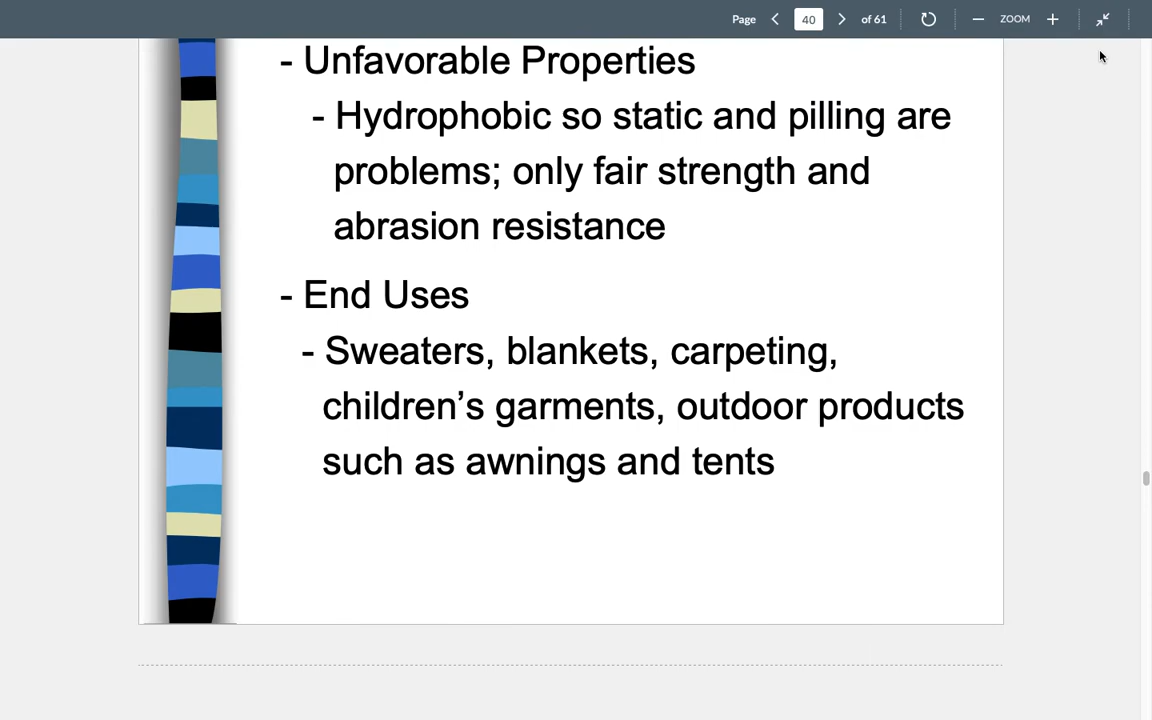 Page 40 of 61 ZOOM
- Unfavorable Properties
- Hydrophobic so static and pilling are
problems; only fair strength and
abrasion resistance
- End Uses
- Sweaters, blankets, carpeting,
children’s garments, outdoor products
such as awnings and tents